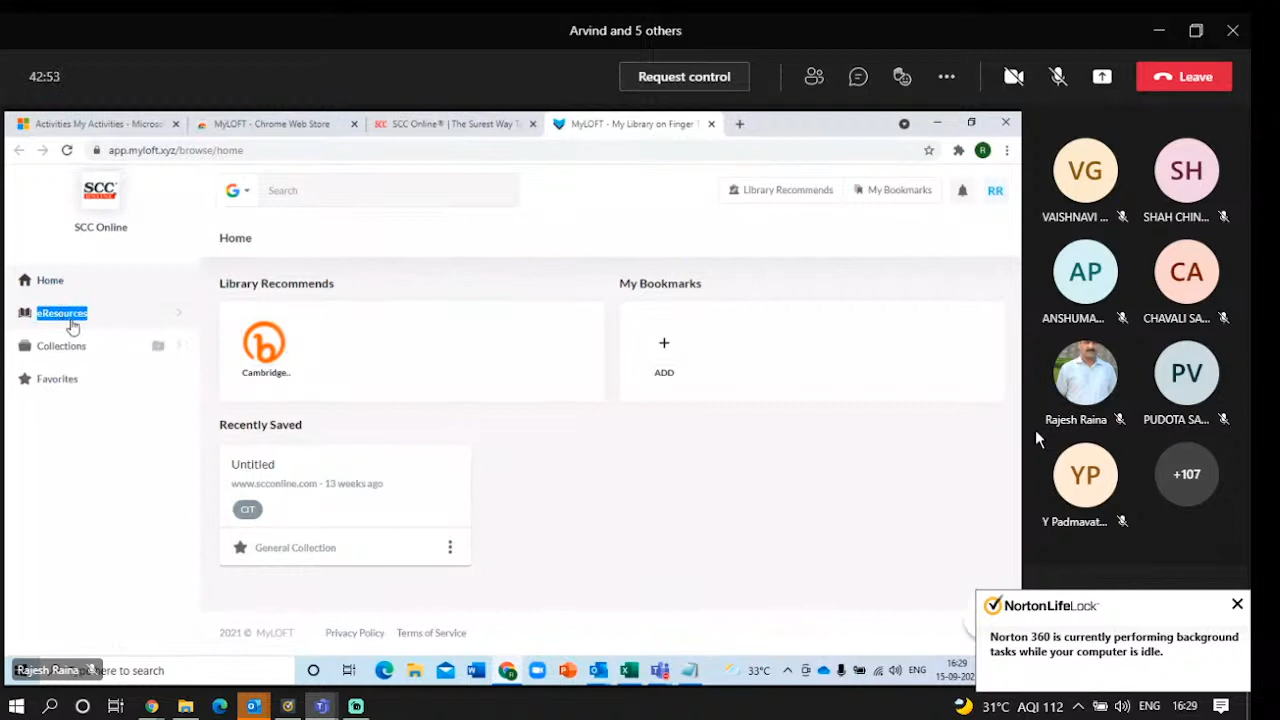 Arvind and 5 others
42:53
Request control
Leave
Activities My Activities - Microso
MyLOFT - Chrome Web Store
SCC Online® | The Surest Way T
MyLOFT - My Library on Finger T
app.myloft.xyz/browse/home
R
SCC ONLINE
SCC Online
G
Search
Library Recommends
My Bookmarks
RR
Home
Home
eResources
Collections
Favorites
Library Recommends
Cambridge..
My Bookmarks
+
ADD
Recently Saved
Untitled
www.scconline.com - 13 weeks ago
CIT
General Collection
2021 © MyLOFT
Privacy Policy
Terms of Service
VG
VAISHNAVI ...
SH
SHAH CHIN...
AP
ANSHUMA...
CA
CHAVALI SA...
Rajesh Raina
PV
PUDOTA SA...
YP
Y Padmavat...
+107
NortonLifeLock
Norton 360 is currently performing background
tasks while your computer is idle.
Rajesh Raina
here to search
33°C
ENG
16:29
15-09-202
31°C AQI 112
ENG
16:29